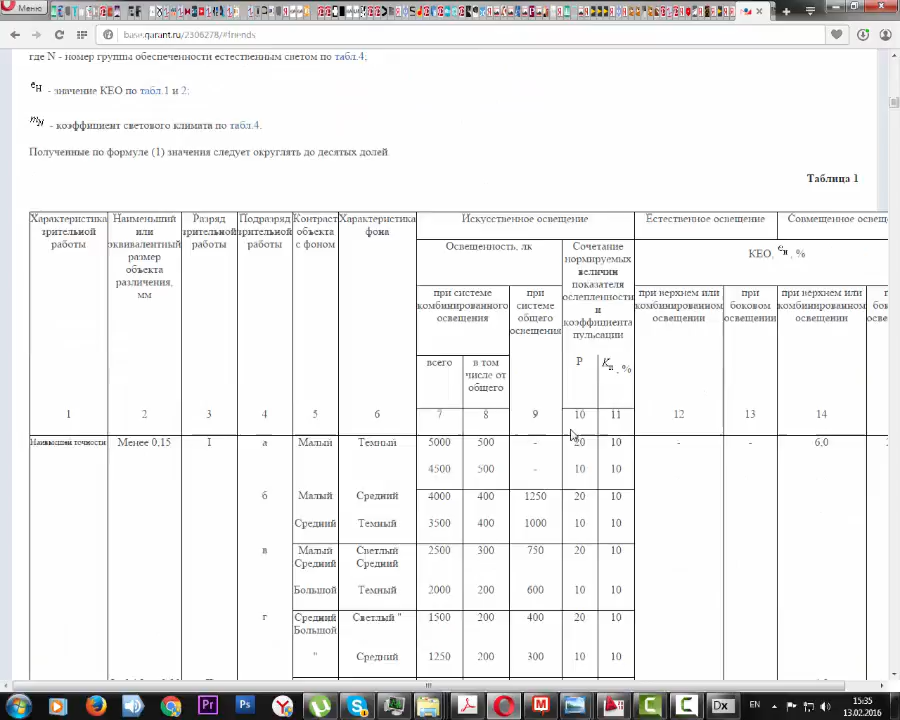 Меню
base.garant.ru/2306278/#friends
где N - номер группы обеспеченности естественным светом по табл.4;
eн - значение КЕО по табл.1 и 2;
mN - коэффициент светового климата по табл.4.
Полученные по формуле (1) значения следует округлять до десятых долей.
Таблица 1
Характеристика зрительной работы
Наименьший или эквивалентный размер объекта различения, мм
Разряд зрительной работы
Подразряд зрительной работы
Контраст объекта с фоном
Характеристика фона
Искусственное освещение
Естественное освещение
Совмещенное освещ
Освещенность, лк
Сочетание нормируемых величин показателя ослепленности и коэффициента пульсации
КЕО, eн, %
при системе комбинированного освещения
при системе общего освещения
при верхнем или комбинированном освещении
при боковом освещении
при верхнем или комбинированном освещении
всего
в том числе от общего
P
Kп, %
1 2 3 4 5 6 7 8 9 10 11 12 13 14
Наивысшей точности Менее 0,15 I а Малый Темный 5000 500 - 20 10 - - 6,0
4500 500 - 10 10
б Малый Средний 4000 400 1250 20 10
Средний Темный 3500 400 1000 10 10
в Малый Светлый 2500 300 750 20 10
Средний Средний
Большой Темный 2000 200 600 10 10
г Средний Светлый " 1500 200 400 20 10
Большой
" Средний 1250 200 300 10 10
Pr
Ps
Dx
EN
15:35
13.02.2016